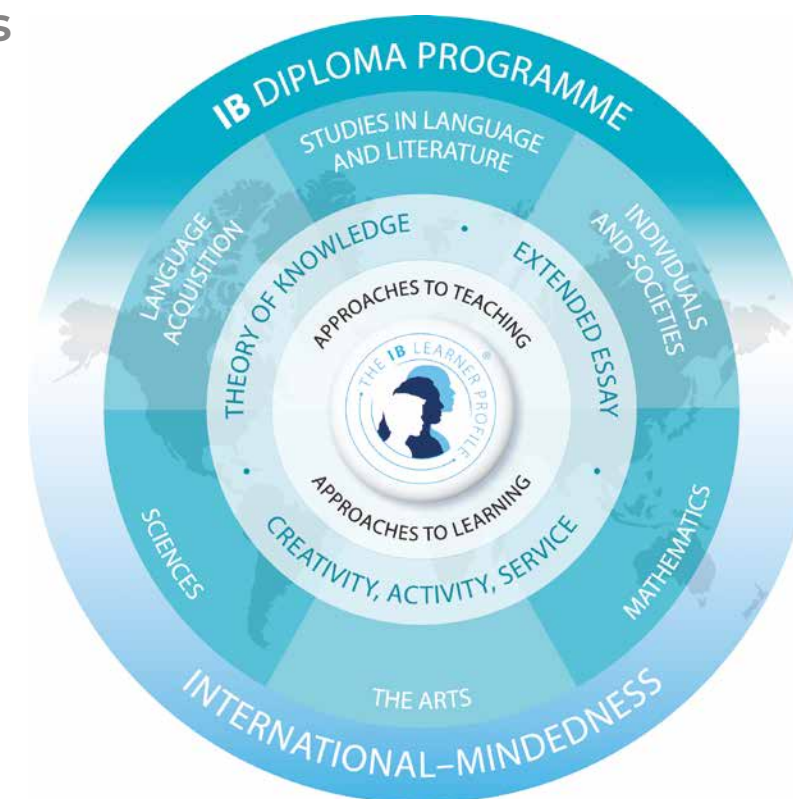 s
IB DIPLOMA PROGRAMME
STUDIES IN LANGUAGE
AND LITERATURE
LANGUAGE
ACQUISITION
INDIVIDUALS
AND SOCIETIES
THEORY OF KNOWLEDGE •
EXTENDED ESSAY •
APPROACHES TO TEACHING
• THE IB LEARNER PROFILE • ®
APPROACHES TO LEARNING
• CREATIVITY, ACTIVITY, SERVICE
SCIENCES
MATHEMATICS
THE ARTS
INTERNATIONAL–MINDEDNESS